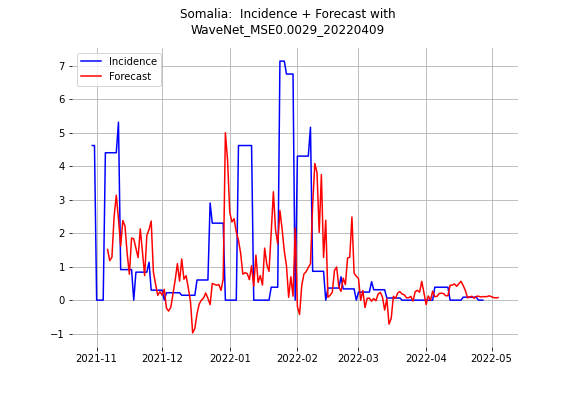 Somalia:  Incidence + Forecast with
WaveNet_MSE0.0029_20220409
Incidence
Forecast
7
6
5
4
3
2
1
0
−1
2021-11 2021-12 2022-01 2022-02 2022-03 2022-04 2022-05